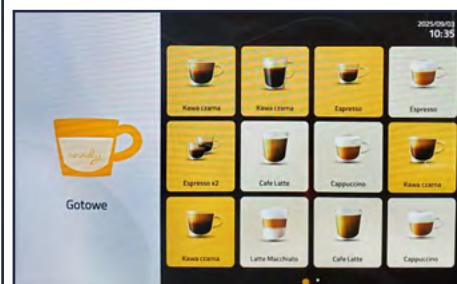 2025/09/03
10:35
Kawa czarna
Kawa czarna
Espresso
Espresso
ready
Espresso x2
Cafe Latte
Cappuccino
Kawa czarna
Gotowe
Kawa czarna
Latte Macchiato
Cafe Latte
Cappuccino